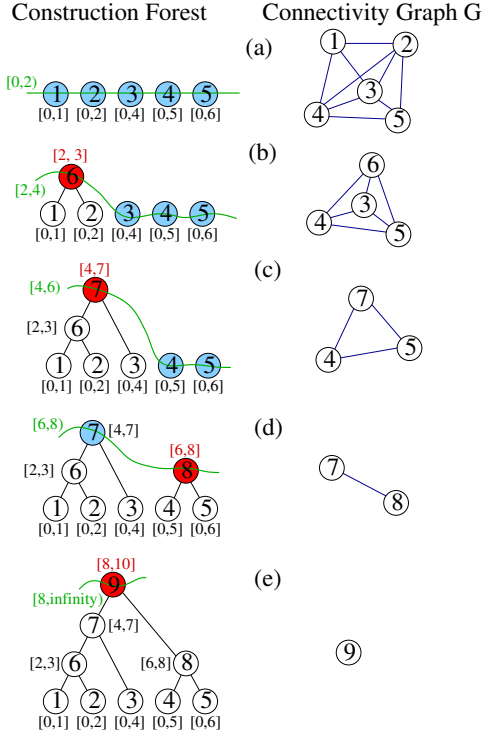 Construction Forest Connectivity Graph G
(a)
[0,2)
1 2 3 4 5
[0,1] [0,2] [0,4] [0,5] [0,6]
1 2
3
4 5
(b)
[2, 3]
6
[2,4)
1 2 3 4 5
[0,1] [0,2] [0,4] [0,5] [0,6]
6
3
4
5
(c)
[4,7]
[4,6)
7
[2,3] 6
1 2 3 4 5
[0,1] [0,2] [0,4] [0,5] [0,6]
7
4 5
(d)
[6,8)
7 [4,7] [6,8]
[2,3] 6 8
1 2 3 4 5
[0,1] [0,2] [0,4] [0,5] [0,6]
7
8
(e)
[8,10]
9
[8,infinity)
7 [4,7]
[2,3] 6 [6,8] 8
1 2 3 4 5
[0,1] [0,2] [0,4] [0,5] [0,6]
9